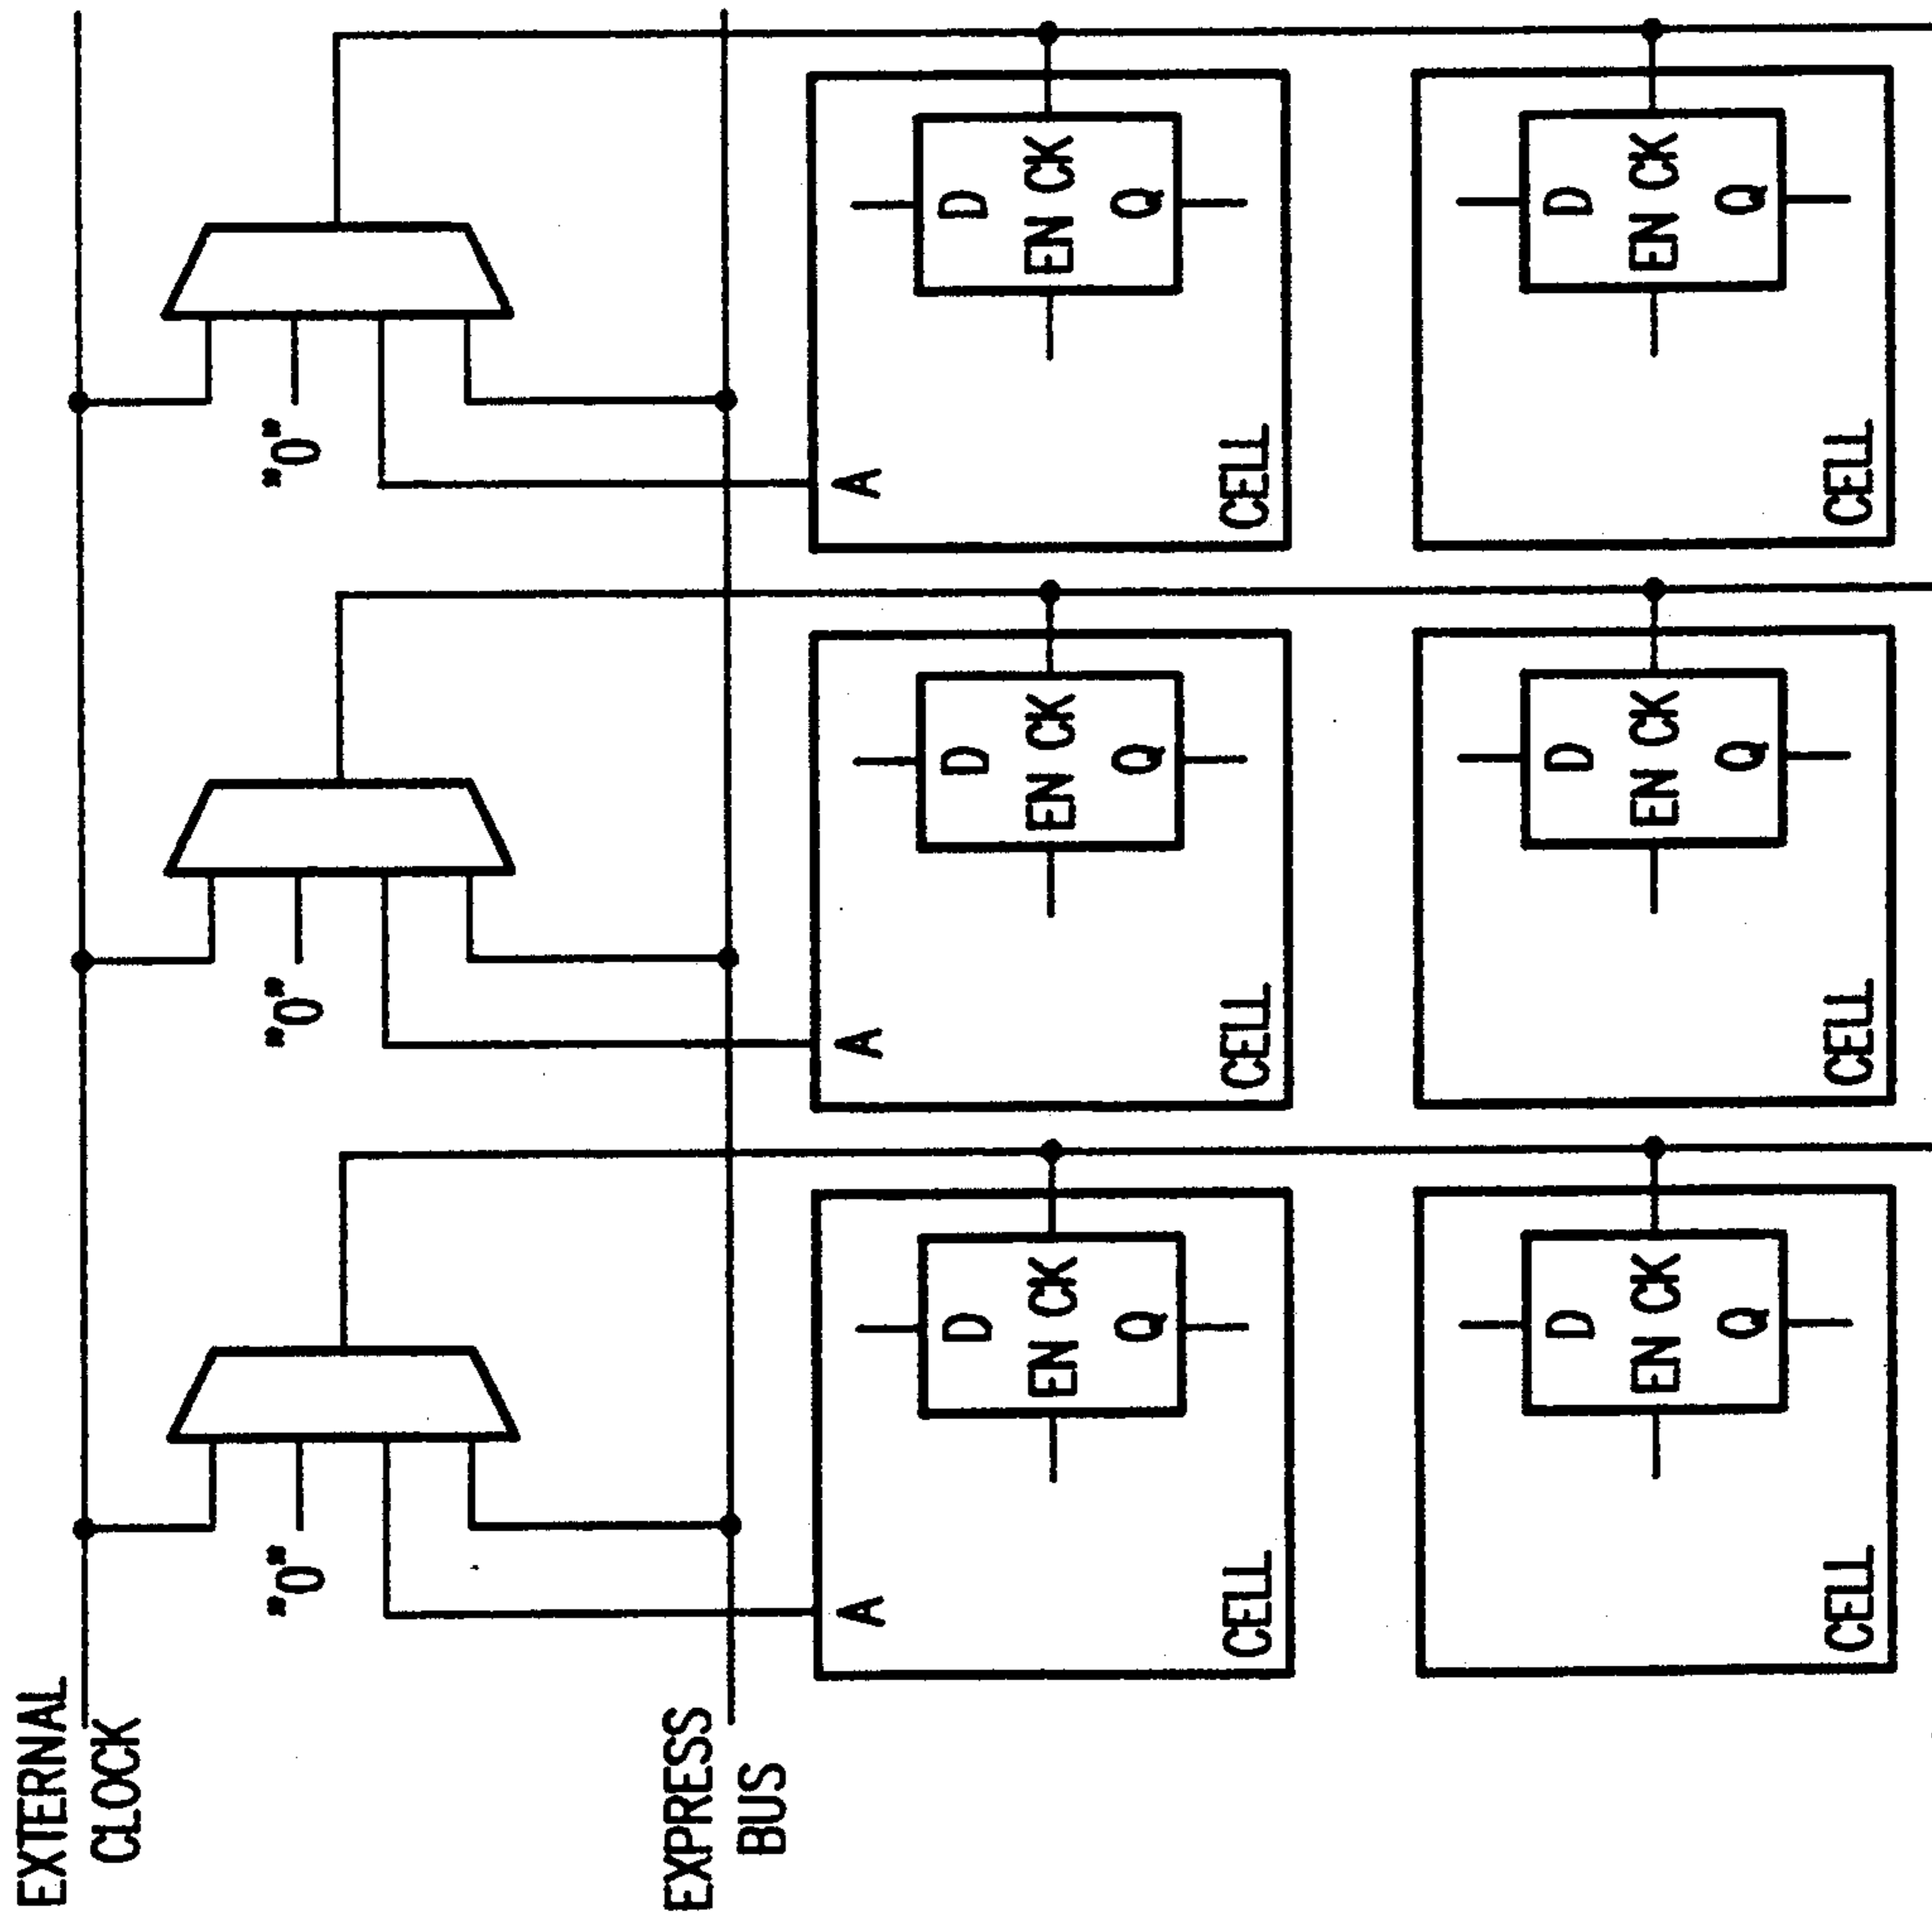 EXTERNAL
CLOCK
"0"
"0"
"0"
EXPRESS
BUS
A
A
A
D
D
D
EN CK
EN CK
EN CK
Q
Q
Q
CELL
CELL
CELL
D
D
D
EN CK
EN CK
EN CK
Q
Q
Q
CELL
CELL
CELL